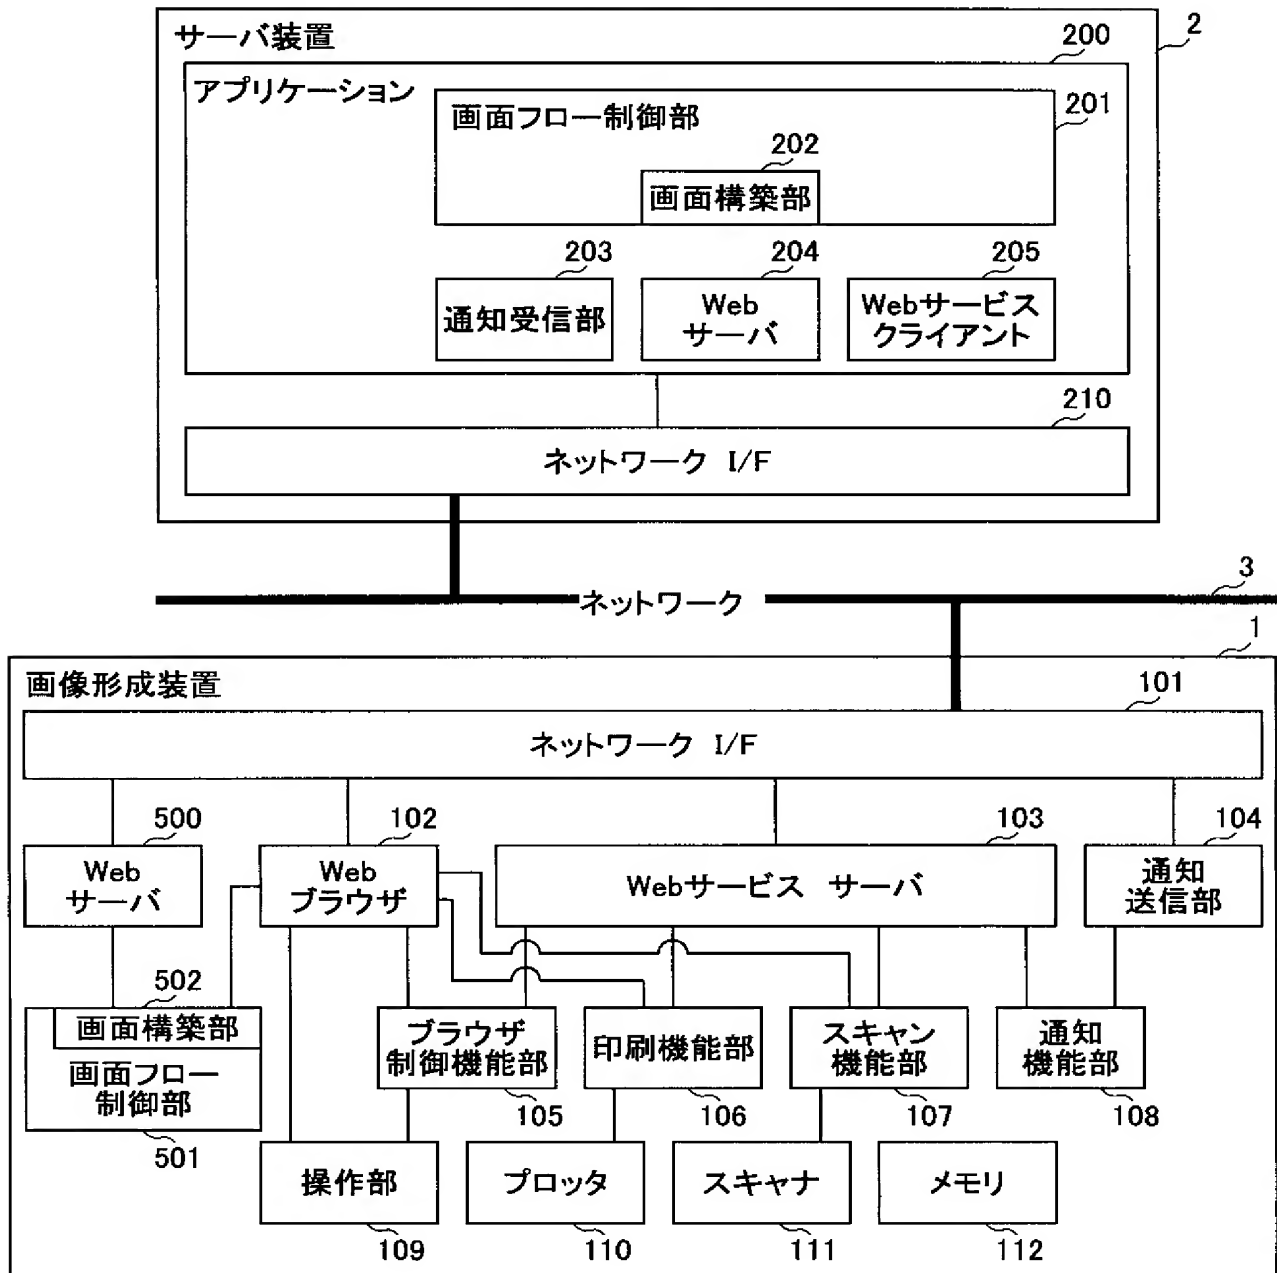 サーバ装置
2
200
アプリケーション
201
画面フロー制御部
202
画面構築部
203
204
205
通知受信部
Web
サーバ
Webサービス
クライアント
210
ネットワーク I/F
3
ネットワーク
1
画像形成装置
101
ネットワーク I/F
500
102
103
104
Web
サーバ
Web
ブラウザ
Webサービス サーバ
通知
送信部
502
画面構築部
画面フロー
制御部
501
ブラウザ
制御機能部
105
印刷機能部
106
スキャン
機能部
107
通知
機能部
108
操作部
109
プロッタ
110
スキャナ
111
メモリ
112